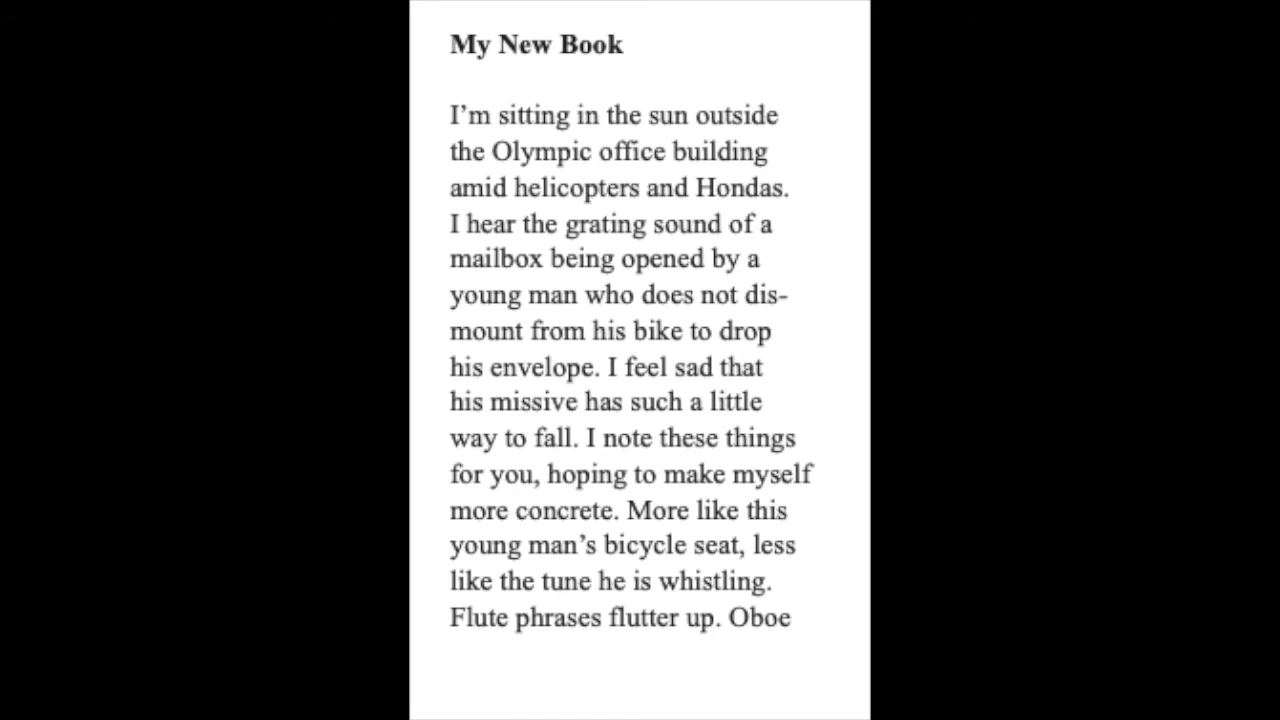 My New Book
I’m sitting in the sun outside
the Olympic office building
amid helicopters and Hondas.
I hear the grating sound of a
mailbox being opened by a
young man who does not dis-
mount from his bike to drop
his envelope. I feel sad that
his missive has such a little
way to fall. I note these things
for you, hoping to make myself
more concrete. More like this
young man’s bicycle seat, less
like the tune he is whistling.
Flute phrases flutter up. Oboe